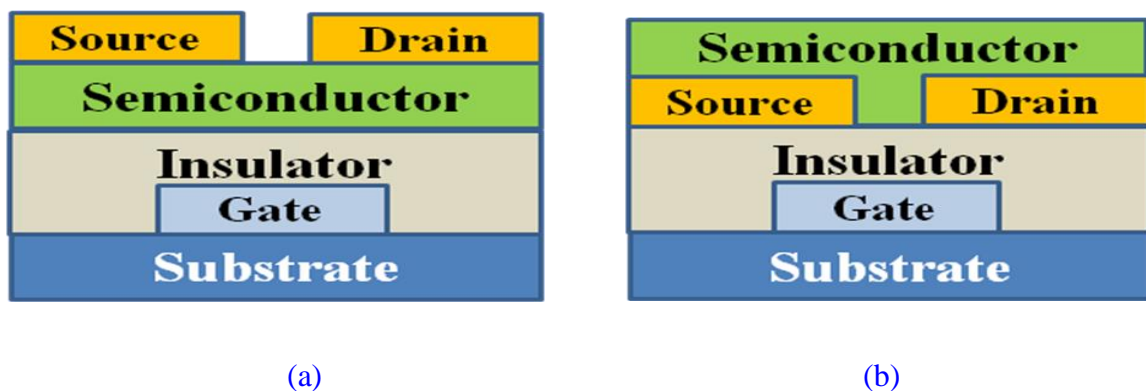 Source Drain
Semiconductor
Insulator
Gate
Substrate
(a)
Semiconductor
Source Drain
Insulator
Gate
Substrate
(b)